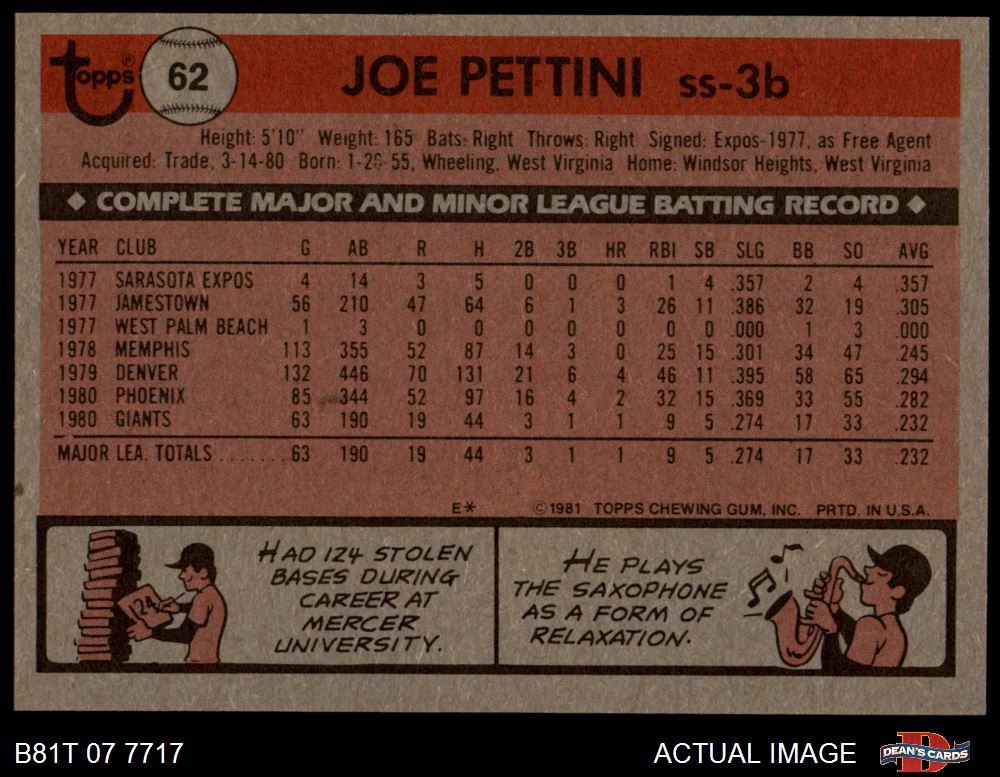 topps®
62
JOE PETTINI ss-3b
Height: 5'10" Weight: 165 Bats: Right Throws: Right Signed: Expos-1977, as Free Agent
Acquired: Trade, 3-14-80 Born: 55, Wheeling, West Virginia Home: Windsor Heights, West Virginia
◆ COMPLETE MAJOR AND MINOR LEAGUE BATTING RECORD ◆
YEAR CLUB G AB R H 2B 3B HR RBI SB SLG BB SO AVG
1977 SARASOTA EXPOS 4 14 3 5 0 0 0 1 4 .357 2 4 .357
1977 JAMESTOWN 56 210 47 64 6 1 3 26 11 .386 32 19 .305
1977 WEST PALM BEACH 1 3 0 0 0 0 0 0 0 .000 1 3 .000
1978 MEMPHIS 113 355 52 87 14 3 0 25 15 .301 34 47 .245
1979 DENVER 132 446 70 131 21 6 4 46 11 .395 58 65 .294
1980 PHOENIX 85 344 52 97 16 4 2 32 15 .369 33 55 .282
1980 GIANTS 63 190 19 44 3 1 1 9 5 .274 17 33 .232
MAJOR LEA. TOTALS .......63 190 19 44 3 1 1 9 5 .274 17 33 .232
E* ©1981 TOPPS CHEWING GUM, INC. PRTD. IN U.S.A.
124
HAD 124 STOLEN
BASES DURING
CAREER AT
MERCER
UNIVERSITY.
HE PLAYS
THE SAXOPHONE
AS A FORM OF
RELAXATION.
B81T 07 7717
ACTUAL IMAGE
DEAN'S CARDS